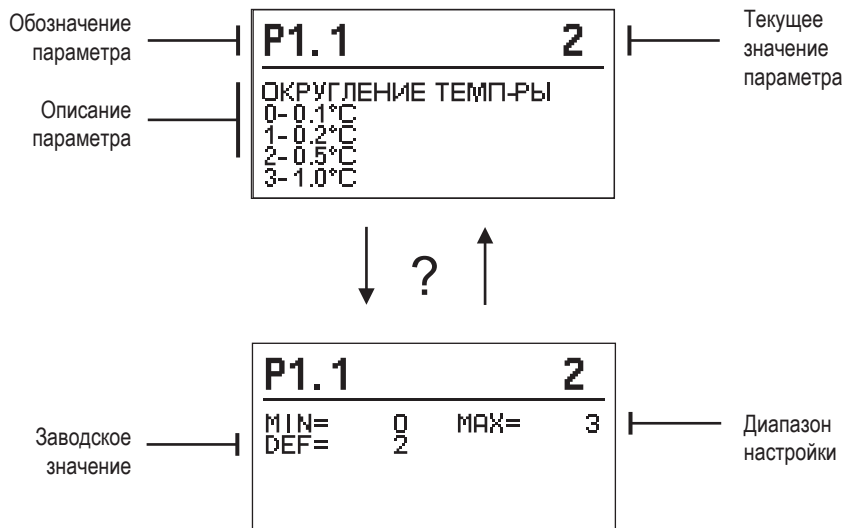 Обозначение
параметра
P1.1 2
Текущее
значение
параметра
Описание
параметра
ОКРУГЛЕНИЕ ТЕМП-РЫ
0- 0.1°C
1- 0.2°C
2- 0.5°C
3- 1.0°C
?
P1.1 2
Заводское
значение
MIN= 0 MAX= 3
DEF= 2
Диапазон
настройки